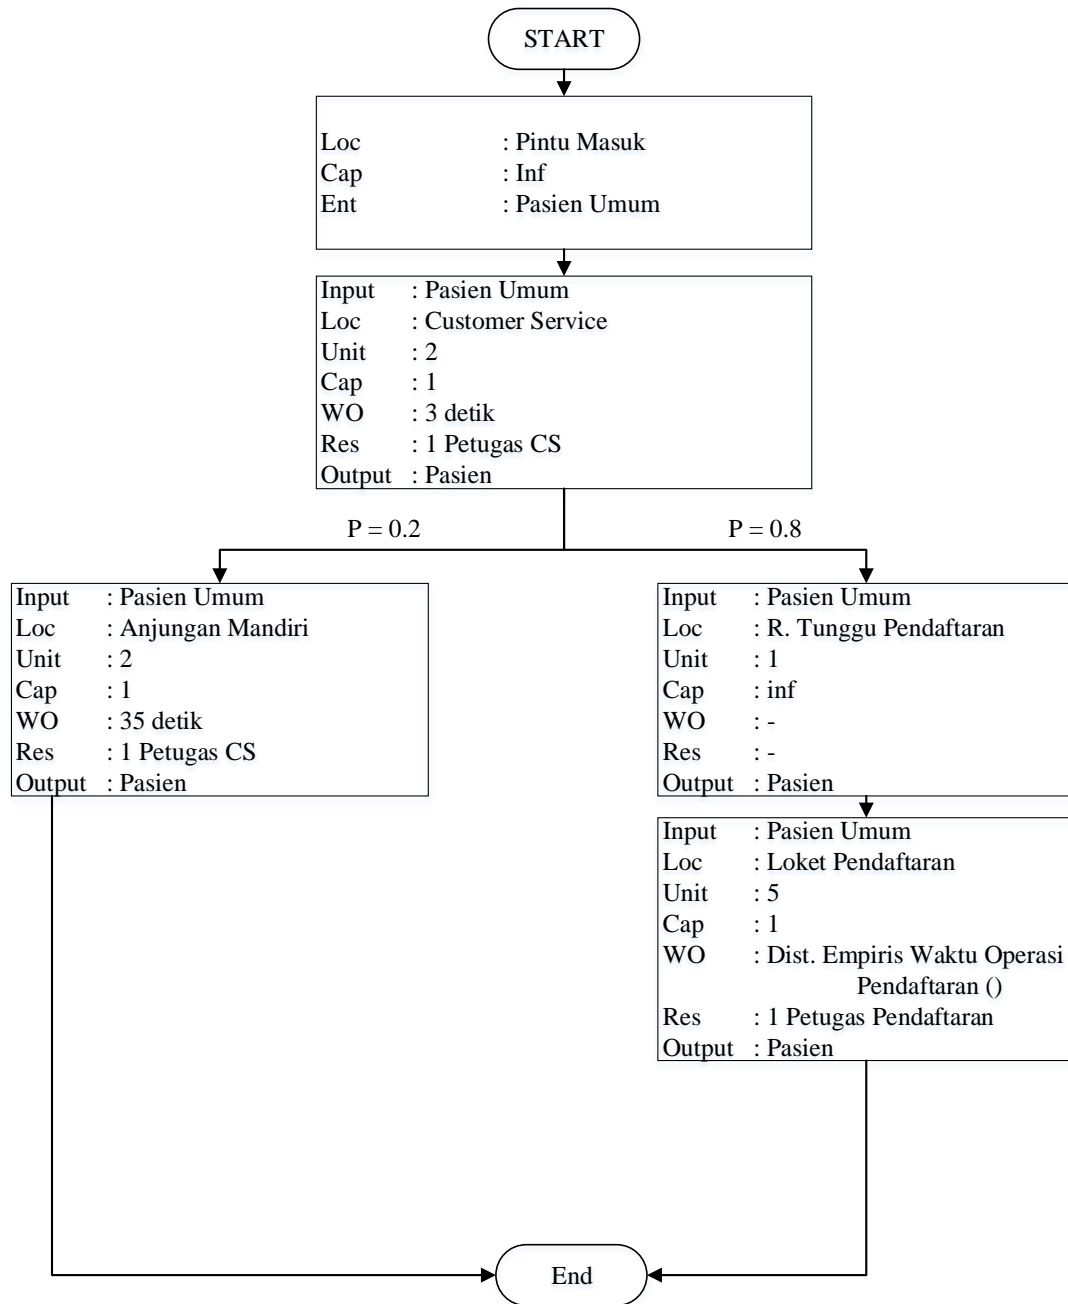 START
Loc : Pintu Masuk
Cap : Inf
Ent : Pasien Umum
Input : Pasien Umum
Loc : Customer Service
Unit : 2
Cap : 1
WO : 3 detik
Res : 1 Petugas CS
Output : Pasien
P = 0.2
P = 0.8
Input : Pasien Umum
Loc : Anjungan Mandiri
Unit : 2
Cap : 1
WO : 35 detik
Res : 1 Petugas CS
Output : Pasien
Input : Pasien Umum
Loc : R. Tunggu Pendaftaran
Unit : 1
Cap : inf
WO : -
Res : -
Output : Pasien
Input : Pasien Umum
Loc : Loket Pendaftaran
Unit : 5
Cap : 1
WO : Dist. Empiris Waktu Operasi
Pendaftaran ()
Res : 1 Petugas Pendaftaran
Output : Pasien
End